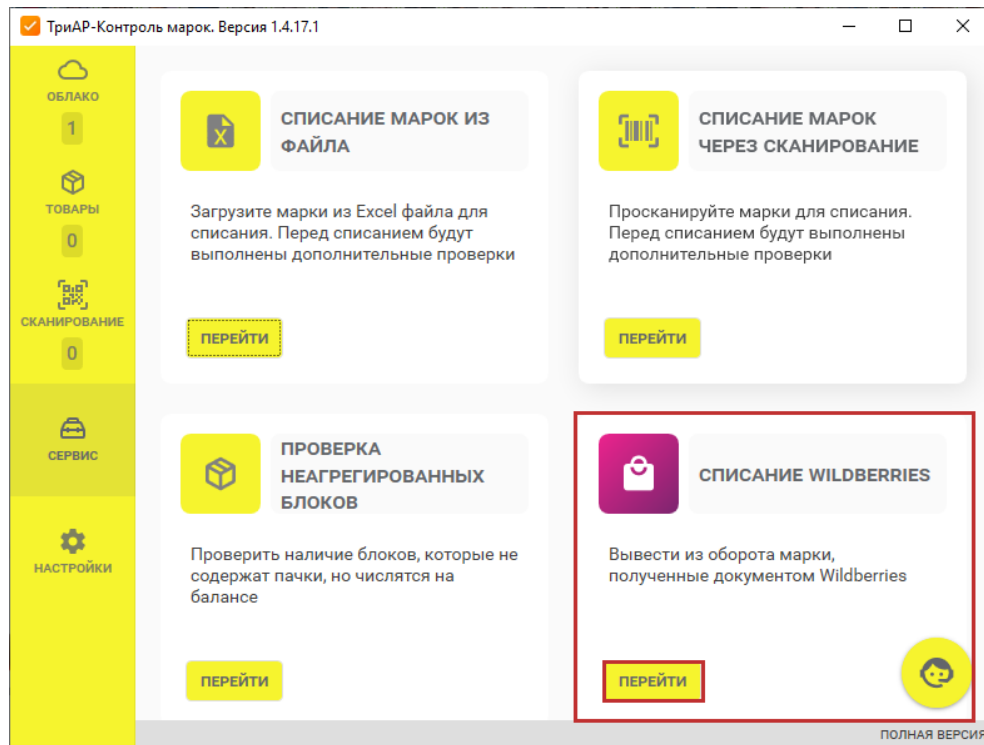 ТриАР-Контроль марок. Версия 1.4.17.1
ОБЛАКО
1
ТОВАРЫ
0
СКАНИРОВАНИЕ
0
СЕРВИС
НАСТРОЙКИ
СПИСАНИЕ МАРОК ИЗ
ФАЙЛА
Загрузите марки из Excel файла для
списания. Перед списанием будут
выполнены дополнительные проверки
ПЕРЕЙТИ
СПИСАНИЕ МАРОК
ЧЕРЕЗ СКАНИРОВАНИЕ
Просканируйте марки для списания.
Перед списанием будут выполнены
дополнительные проверки
ПЕРЕЙТИ
ПРОВЕРКА
НЕАГРЕГИРОВАННЫХ
БЛОКОВ
Проверить наличие блоков, которые не
содержат пачки, но числятся на
балансе
ПЕРЕЙТИ
СПИСАНИЕ WILDBERRIES
Вывести из оборота марки,
полученные документом Wildberries
ПЕРЕЙТИ
ПОЛНАЯ ВЕРСИЯ